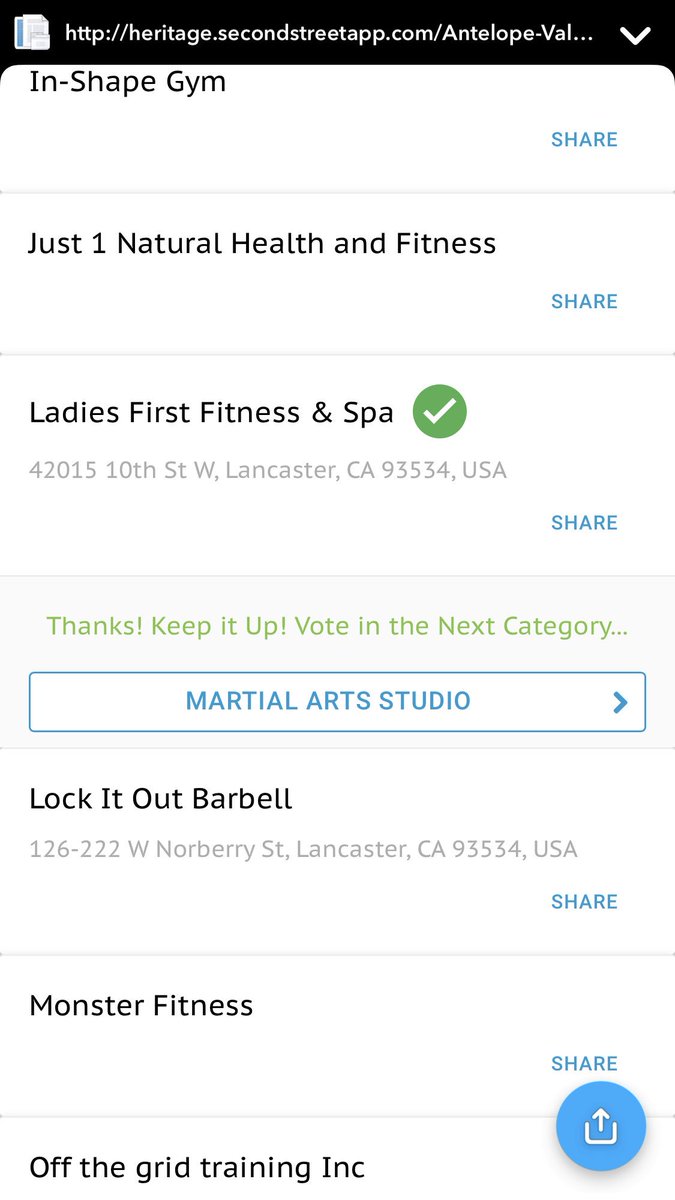 http://heritage.secondstreetapp.com/Antelope-Val...
In-Shape Gym
SHARE
Just 1 Natural Health and Fitness
SHARE
Ladies First Fitness & Spa
42015 10th St W, Lancaster, CA 93534, USA
SHARE
Thanks! Keep it Up! Vote in the Next Category...
MARTIAL ARTS STUDIO
Lock It Out Barbell
126-222 W Norberry St, Lancaster, CA 93534, USA
SHARE
Monster Fitness
SHARE
Off the grid training Inc